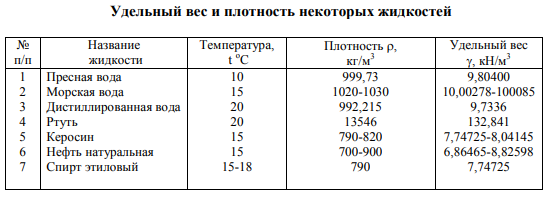 Удельный вес и плотность некоторых жидкостей
№ п/п Название жидкости Температура, t °C Плотность ρ, кг/м³ Удельный вес γ, кН/м³
1 Пресная вода 10 999,73 9,80400
2 Морская вода 15 1020-1030 10,00278-100085
3 Дистиллированная вода 20 992,215 9,7336
4 Ртуть 20 13546 132,841
5 Керосин 15 790-820 7,74725-8,04145
6 Нефть натуральная 15 700-900 6,86465-8,82598
7 Спирт этиловый 15-18 790 7,74725